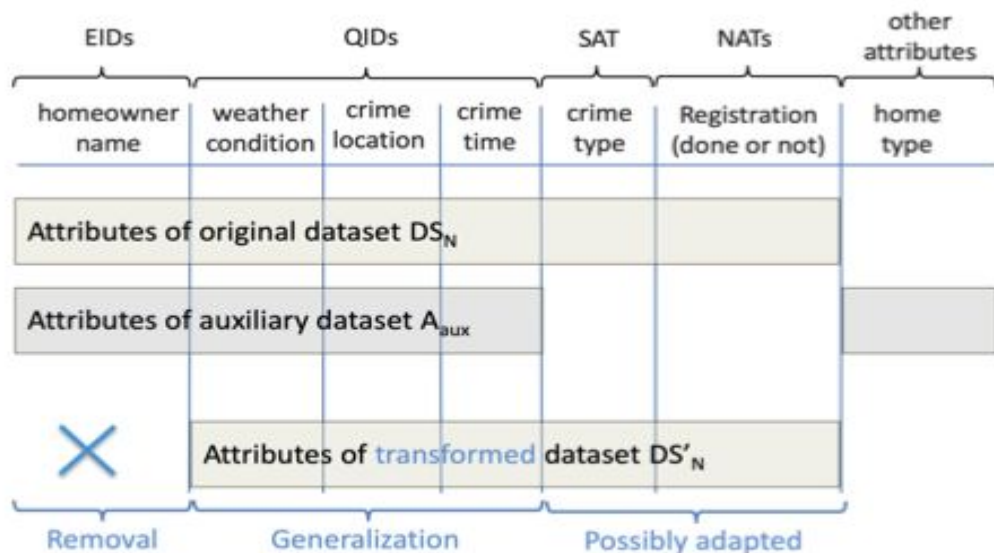 EIDs QIDs SAT NATs other
attributes
homeowner weather crime crime crime Registration home
name condition location time type (done or not) type
Attributes of original dataset DS_N
Attributes of auxiliary dataset A_aux
Attributes of transformed dataset DS'_N
Removal Generalization Possibly adapted